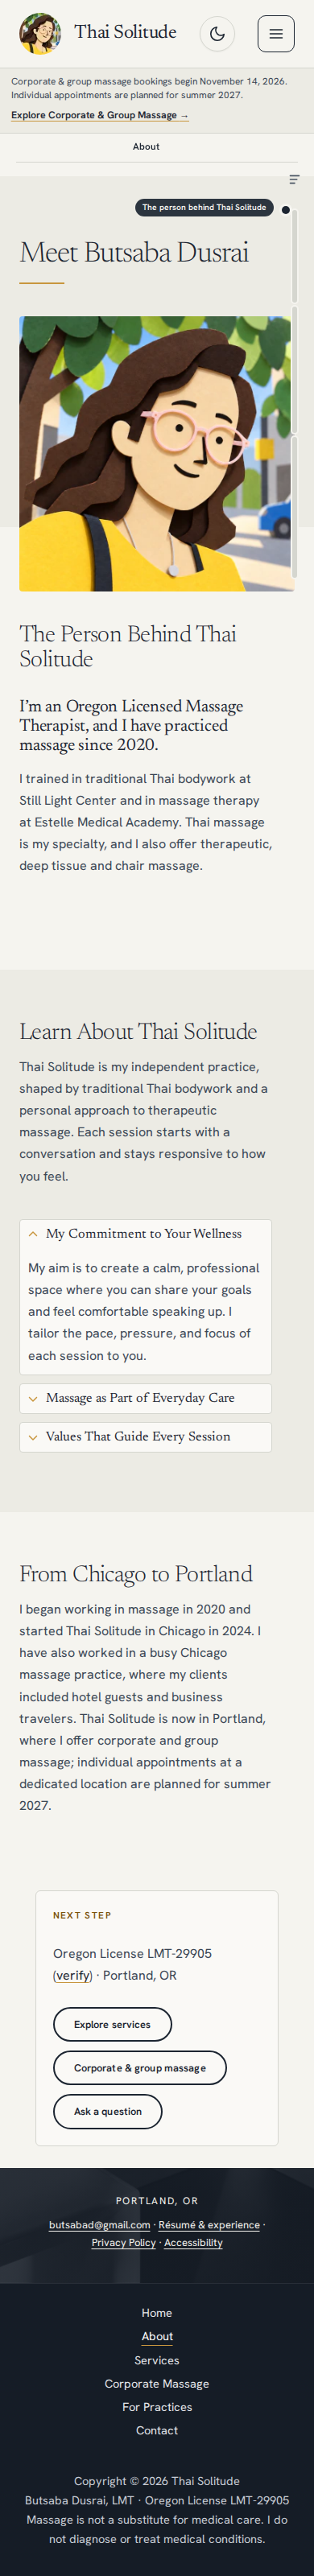 Thai Solitude
Corporate & group massage bookings begin November 14, 2026.
Individual appointments are planned for summer 2027.
Explore Corporate & Group Massage →
About
The person behind Thai Solitude
Meet Butsaba Dusrai
The Person Behind Thai
Solitude
I’m an Oregon Licensed Massage
Therapist, and I have practiced
massage since 2020.
I trained in traditional Thai bodywork at
Still Light Center and in massage therapy
at Estelle Medical Academy. Thai massage
is my specialty, and I also offer therapeutic,
deep tissue and chair massage.
Learn About Thai Solitude
Thai Solitude is my independent practice,
shaped by traditional Thai bodywork and a
personal approach to therapeutic
massage. Each session starts with a
conversation and stays responsive to how
you feel.
My Commitment to Your Wellness
My aim is to create a calm, professional
space where you can share your goals
and feel comfortable speaking up. I
tailor the pace, pressure, and focus of
each session to you.
Massage as Part of Everyday Care
Values That Guide Every Session
From Chicago to Portland
I began working in massage in 2020 and
started Thai Solitude in Chicago in 2024. I
have also worked in a busy Chicago
massage practice, where my clients
included hotel guests and business
travelers. Thai Solitude is now in Portland,
where I offer corporate and group
massage; individual appointments at a
dedicated location are planned for summer
2027.
NEXT STEP
Oregon License LMT-29905
(verify) · Portland, OR
Explore services
Corporate & group massage
Ask a question
PORTLAND, OR
butsabad@gmail.com · Résumé & experience ·
Privacy Policy · Accessibility
Home
About
Services
Corporate Massage
For Practices
Contact
Copyright © 2026 Thai Solitude
Butsaba Dusrai, LMT · Oregon License LMT-29905
Massage is not a substitute for medical care. I do
not diagnose or treat medical conditions.